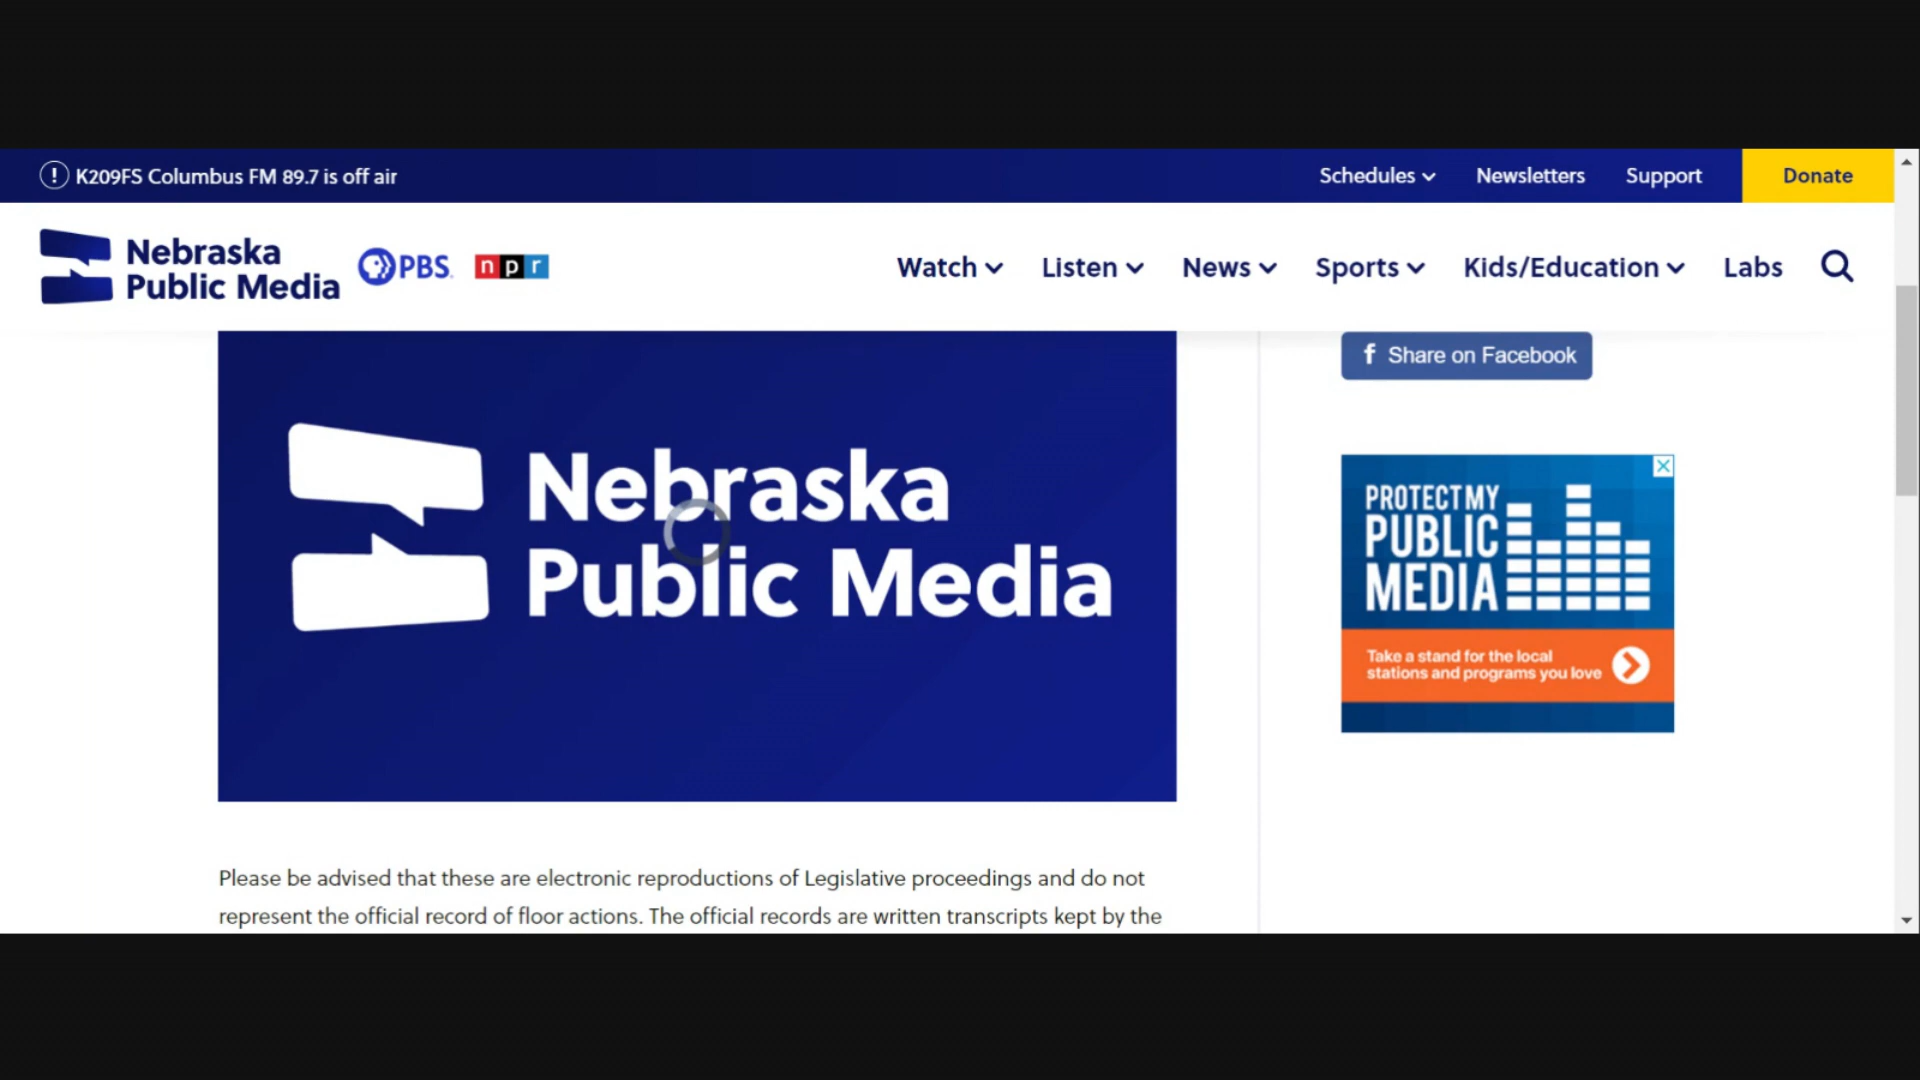 K209FS Columbus FM 89.7 is off air
Schedules
Newsletters
Support
Donate
Nebraska
Public Media
PBS.
npr
Watch
Listen
News
Sports
Kids/Education
Labs
Nebraska
Public Media
f Share on Facebook
PROTECT MY
PUBLIC
MEDIA
Take a stand for the local
stations and programs you love
Please be advised that these are electronic reproductions of Legislative proceedings and do not
represent the official record of floor actions. The official records are written transcripts kept by the